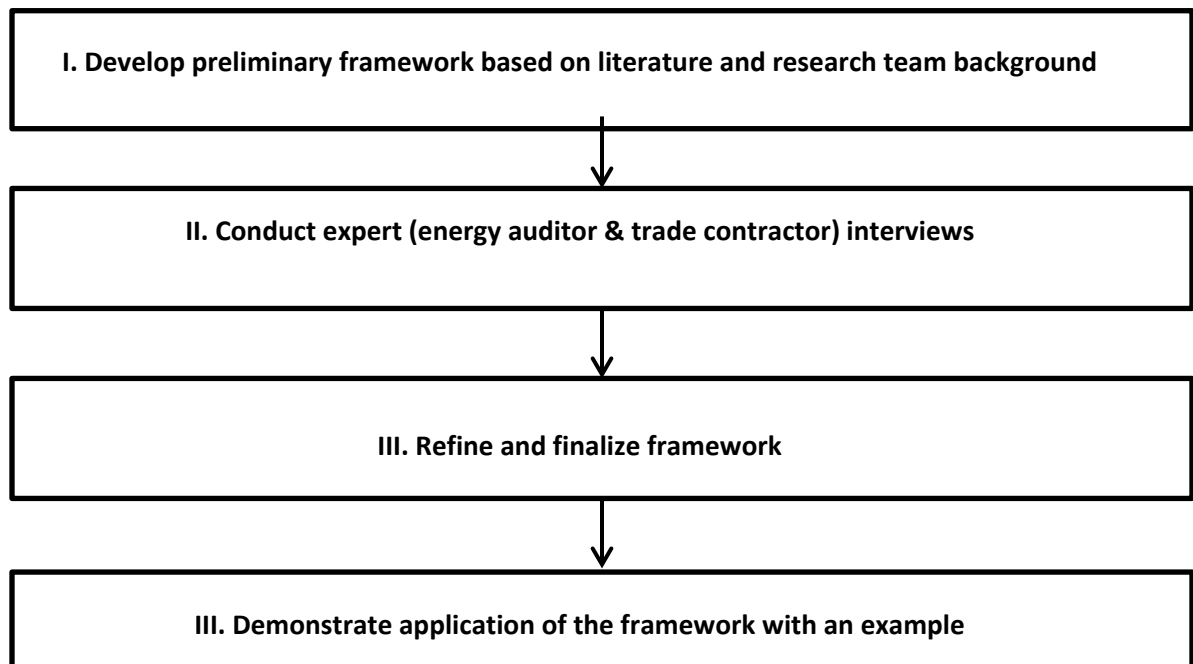 I. Develop preliminary framework based on literature and research team background
II. Conduct expert (energy auditor & trade contractor) interviews
III. Refine and finalize framework
III. Demonstrate application of the framework with an example